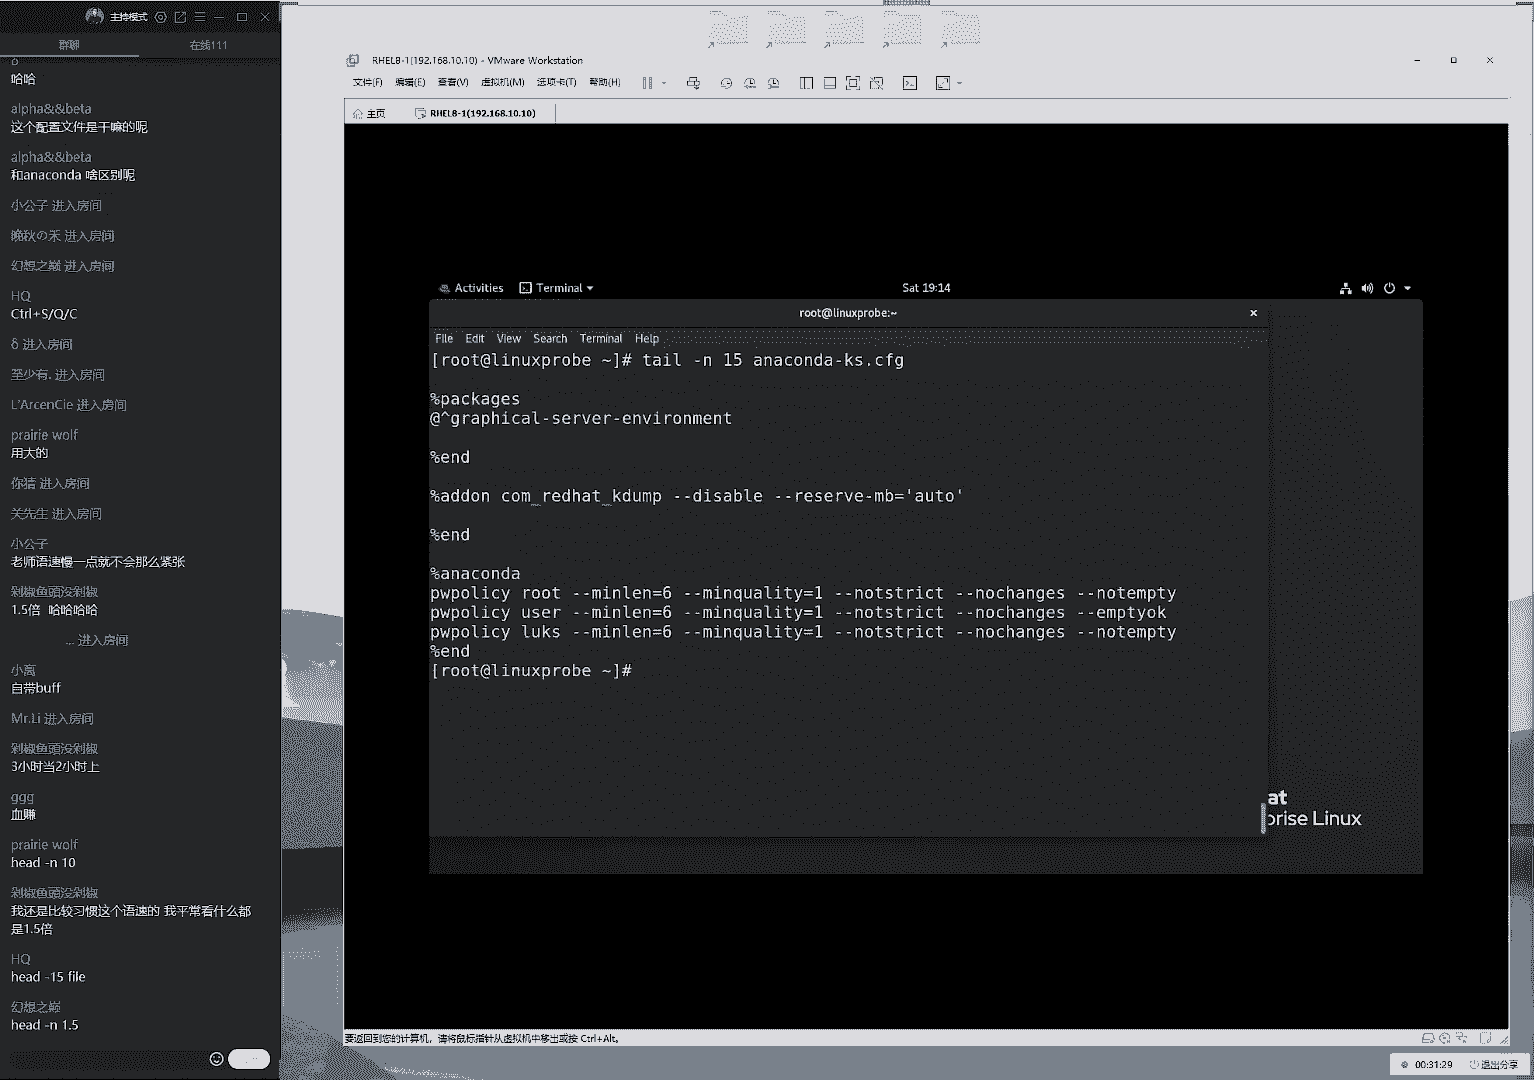 主持模式
群聊
在线111
哈哈
alpha&&beta
这个配置文件是干嘛的呢
alpha&&beta
和anaconda 啥区别呢
小公子 进入房间
晚秋の禾 进入房间
幻想之巅 进入房间
HQ
Ctrl+S/Q/C
δ 进入房间
至少有. 进入房间
L'ArcenCie 进入房间
prairie wolf
用大的
你猜 进入房间
关先生 进入房间
小公子
老师语速慢一点就不会那么紧张
剁椒鱼頭没剁椒
1.5倍 哈哈哈哈
... 进入房间
小离
自带buff
Mr.Li 进入房间
剁椒鱼頭没剁椒
3小时当2小时上
ggg
血赚
prairie wolf
head -n 10
剁椒鱼頭没剁椒
我还是比较习惯这个语速的 我平常看什么都
是1.5倍
HQ
head -15 file
幻想之巅
head -n 1.5
RHEL8-1(192.168.10.10) - VMware Workstation
文件(F) 编辑(E) 查看(V) 虚拟机(M) 选项卡(T) 帮助(H)
主页
RHEL8-1(192.168.10.10)
Activities
Terminal
Sat 19:14
root@linuxprobe:~
File Edit View Search Terminal Help
[root@linuxprobe ~]# tail -n 15 anaconda-ks.cfg
%packages
@^graphical-server-environment
%end
%addon com_redhat_kdump --disable --reserve-mb='auto'
%end
%anaconda
pwpolicy root --minlen=6 --minquality=1 --notstrict --nochanges --notempty
pwpolicy user --minlen=6 --minquality=1 --notstrict --nochanges --emptyok
pwpolicy luks --minlen=6 --minquality=1 --notstrict --nochanges --notempty
%end
[root@linuxprobe ~]#
at
prise Linux
要返回到您的计算机，请将鼠标指针从虚拟机中移出或按 Ctrl+Alt。
00:31:29
退出分享